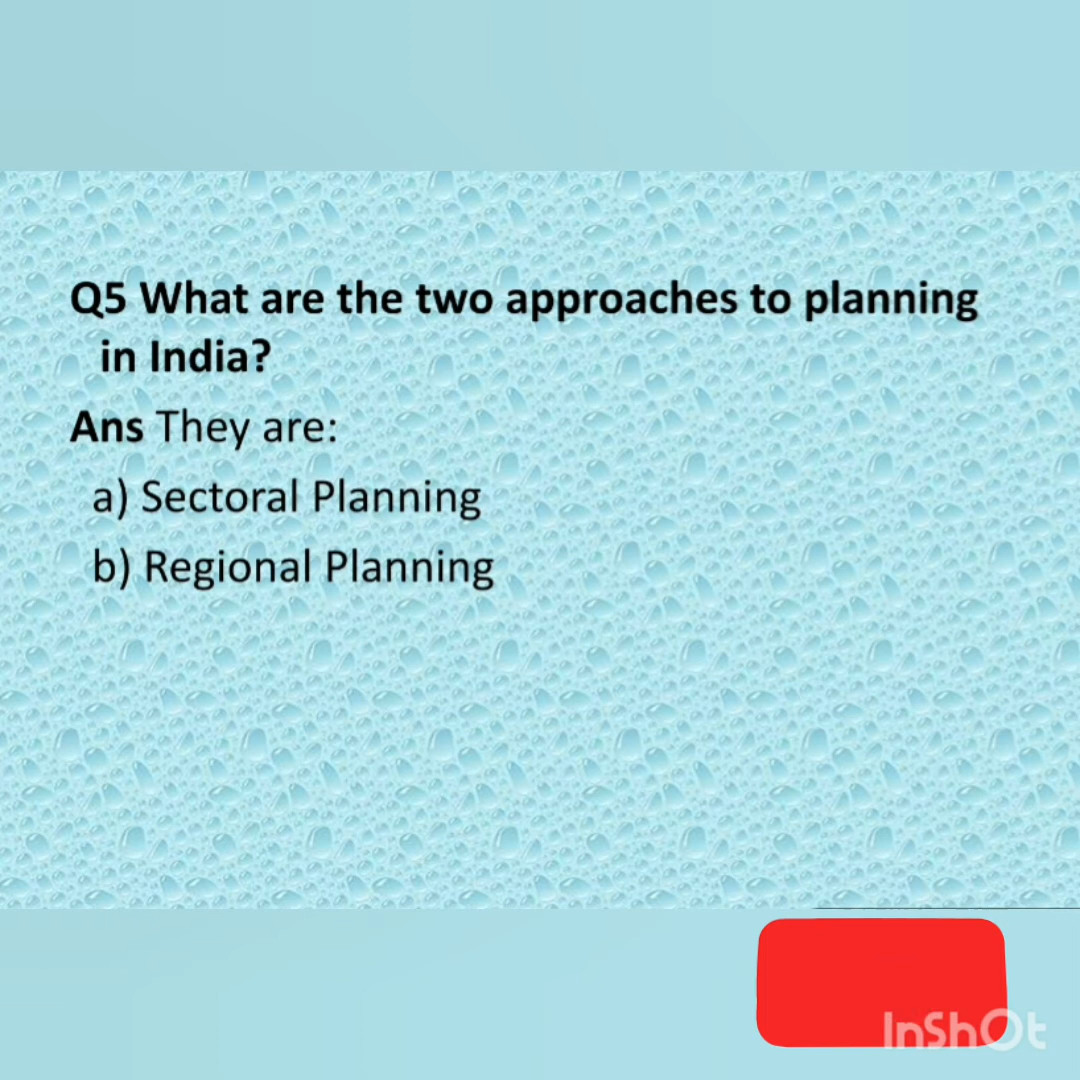 Q5 What are the two approaches to planning
in India?
Ans They are:
a) Sectoral Planning
b) Regional Planning
InShOt